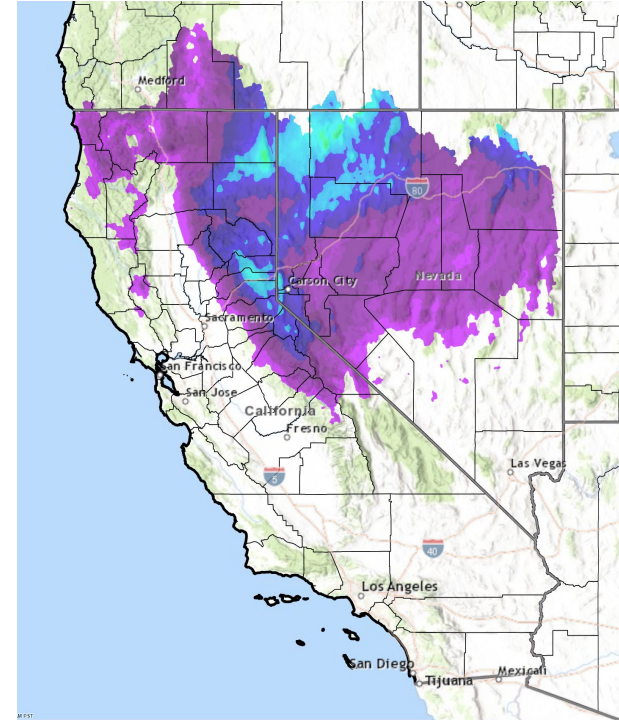 Medford
80
Nevada
Carson City
Sacramento
San Francisco
San Jose
California
Fresno
5
Las Vegas
40
Los Angeles
San Diego
Tijuana
Mexicali
M PST